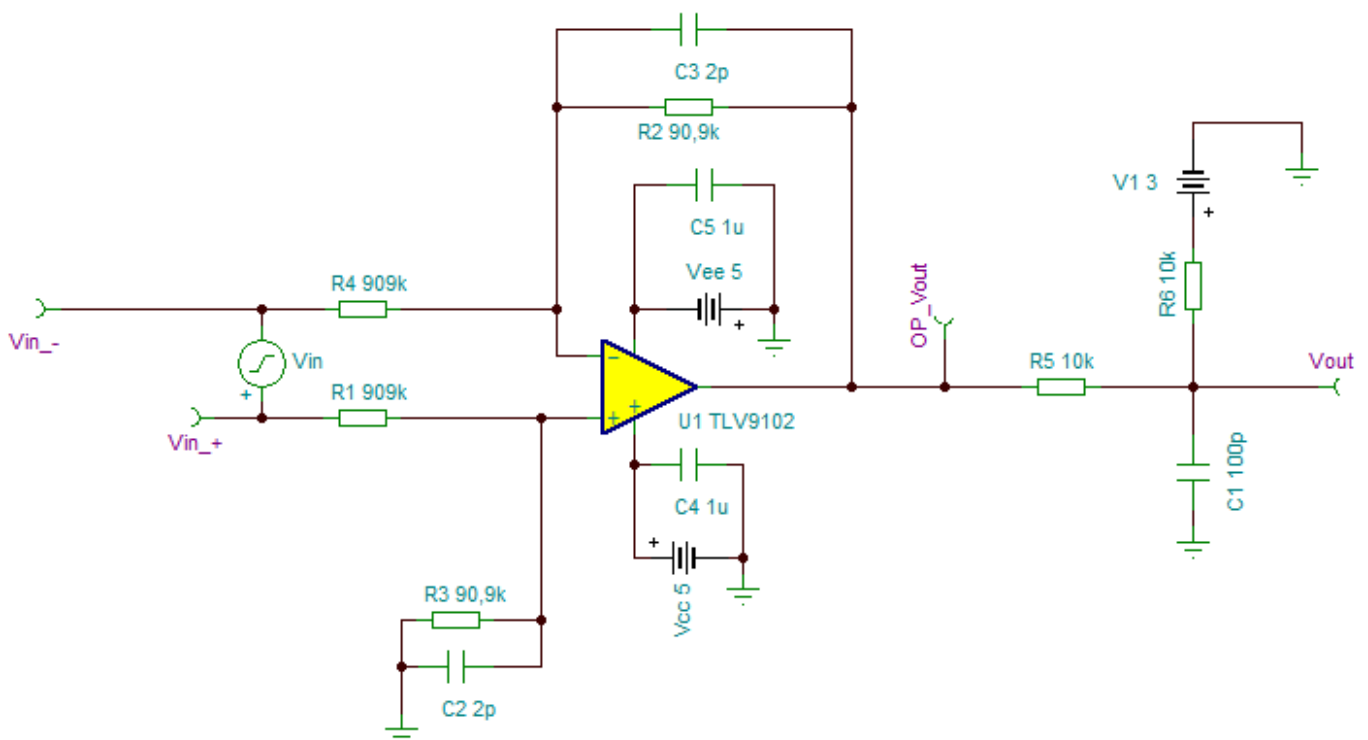 C3 2p
R2 90,9k
V1 3
+
C5 1u
R4 909k
Vee 5
+
OP_Vout
R6 10k
Vin_-
Vin
+
R1 909k
−
R5 10k
Vout
Vin_+
+
+
U1 TLV9102
C4 1u
C1 100p
+
R3 90,9k
Vcc 5
C2 2p